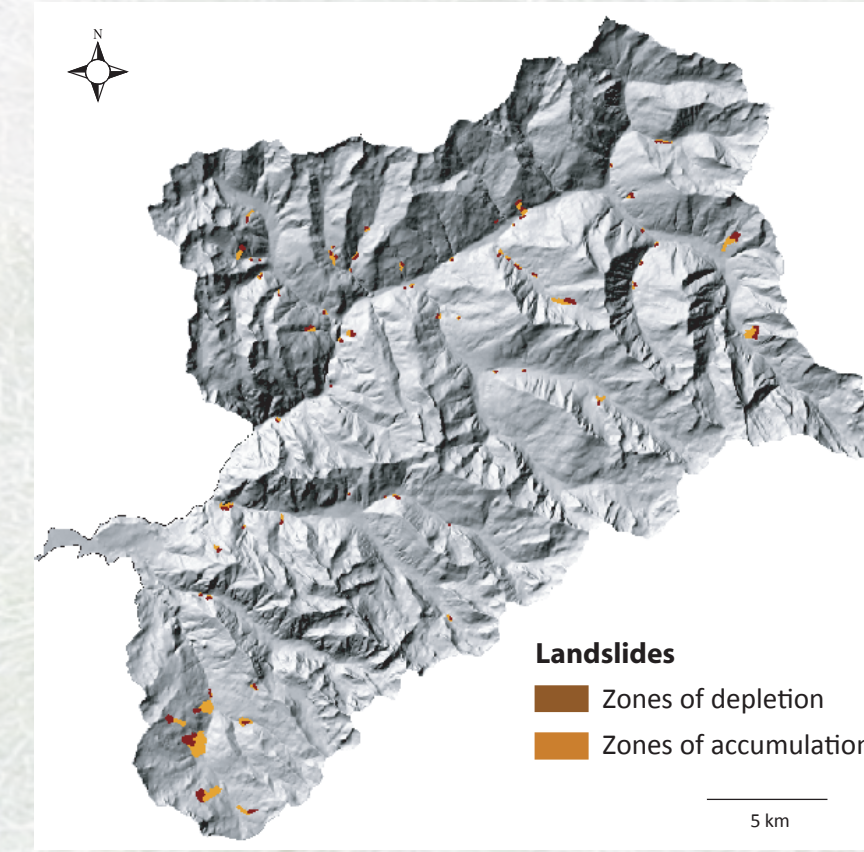 N
Landslides
Zones of depletion
Zones of accumulation
5 km